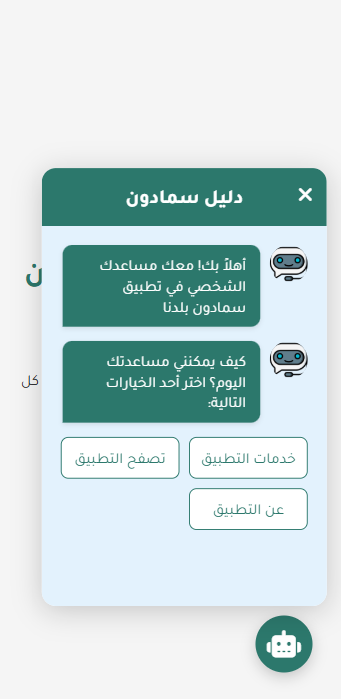 دليل سمادون
أهلاً بك! معك مساعدك
الشخصي في تطبيق
سمادون بلدنا
كيف يمكنني مساعدتك
اليوم؟ اختر أحد الخيارات
التالية:
خدمات التطبيق
تصفح التطبيق
عن التطبيق
ن
كل